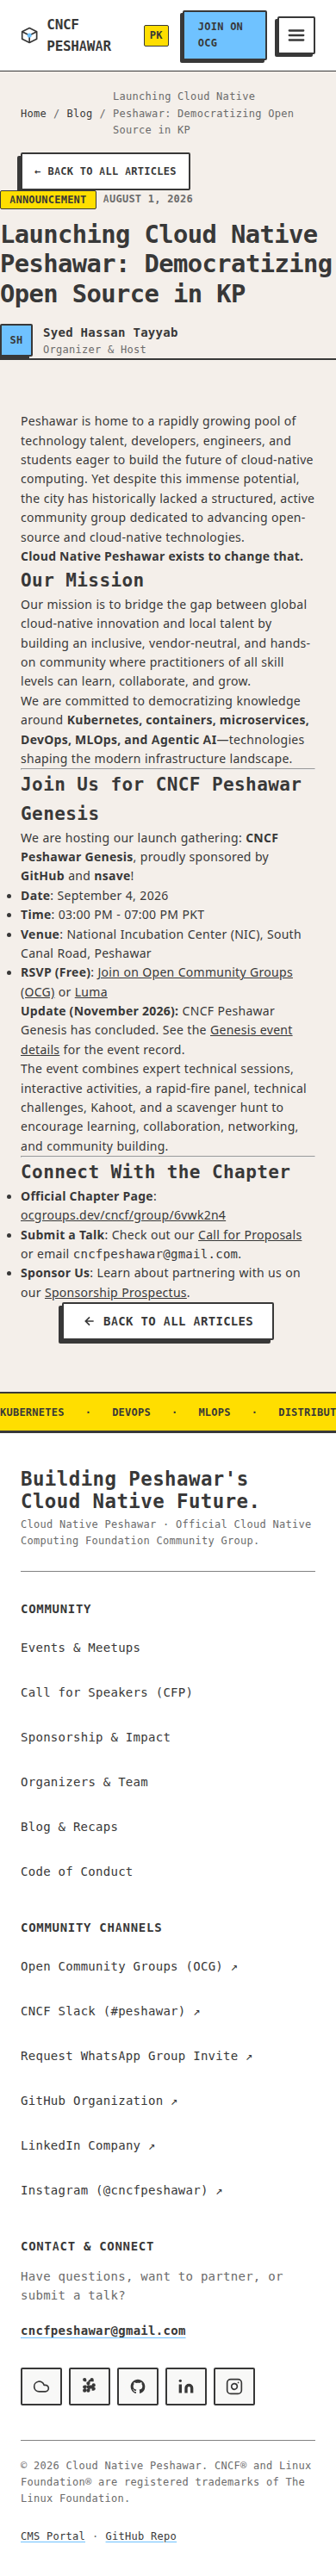 CNCF
PESHAWAR
PK
JOIN ON
OCG
Home / Blog / Launching Cloud Native
Peshawar: Democratizing Open
Source in KP
← BACK TO ALL ARTICLES
ANNOUNCEMENT AUGUST 1, 2026
Launching Cloud Native
Peshawar: Democratizing
Open Source in KP
SH
Syed Hassan Tayyab
Organizer & Host
Peshawar is home to a rapidly growing pool of
technology talent, developers, engineers, and
students eager to build the future of cloud-native
computing. Yet despite this immense potential,
the city has historically lacked a structured, active
community group dedicated to advancing open-
source and cloud-native technologies.
Cloud Native Peshawar exists to change that.
Our Mission
Our mission is to bridge the gap between global
cloud-native innovation and local talent by
building an inclusive, vendor-neutral, and hands-
on community where practitioners of all skill
levels can learn, collaborate, and grow.
We are committed to democratizing knowledge
around Kubernetes, containers, microservices,
DevOps, MLOps, and Agentic AI—technologies
shaping the modern infrastructure landscape.
Join Us for CNCF Peshawar
Genesis
We are hosting our launch gathering: CNCF
Peshawar Genesis, proudly sponsored by
GitHub and nsave!
• Date: September 4, 2026
• Time: 03:00 PM - 07:00 PM PKT
• Venue: National Incubation Center (NIC), South
Canal Road, Peshawar
• RSVP (Free): Join on Open Community Groups
(OCG) or Luma
Update (November 2026): CNCF Peshawar
Genesis has concluded. See the Genesis event
details for the event record.
The event combines expert technical sessions,
interactive activities, a rapid-fire panel, technical
challenges, Kahoot, and a scavenger hunt to
encourage learning, collaboration, networking,
and community building.
Connect With the Chapter
• Official Chapter Page:
ocgroups.dev/cncf/group/6vwk2n4
• Submit a Talk: Check out our Call for Proposals
or email cncfpeshawar@gmail.com.
• Sponsor Us: Learn about partnering with us on
our Sponsorship Prospectus.
← BACK TO ALL ARTICLES
KUBERNETES · DEVOPS · MLOPS · DISTRIBUT
Building Peshawar's
Cloud Native Future.
Cloud Native Peshawar · Official Cloud Native
Computing Foundation Community Group.
COMMUNITY
Events & Meetups
Call for Speakers (CFP)
Sponsorship & Impact
Organizers & Team
Blog & Recaps
Code of Conduct
COMMUNITY CHANNELS
Open Community Groups (OCG) ↗
CNCF Slack (#peshawar) ↗
Request WhatsApp Group Invite ↗
GitHub Organization ↗
LinkedIn Company ↗
Instagram (@cncfpeshawar) ↗
CONTACT & CONNECT
Have questions, want to partner, or
submit a talk?
cncfpeshawar@gmail.com
© 2026 Cloud Native Peshawar. CNCF® and Linux
Foundation® are registered trademarks of The
Linux Foundation.
CMS Portal · GitHub Repo